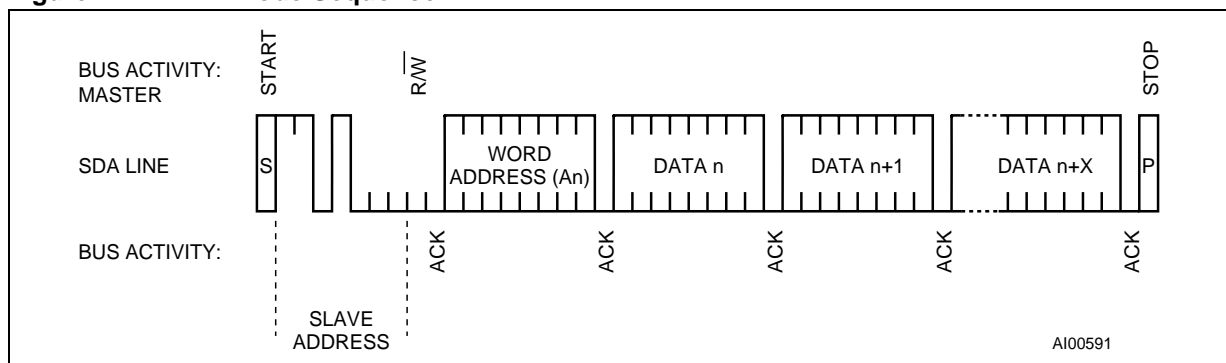 BUS ACTIVITY:
MASTER
START
R/W
STOP
SDA LINE
S
WORD
ADDRESS (An)
DATA n
DATA n+1
DATA n+X
P
BUS ACTIVITY:
ACK
ACK
ACK
ACK
ACK
SLAVE
ADDRESS
AI00591